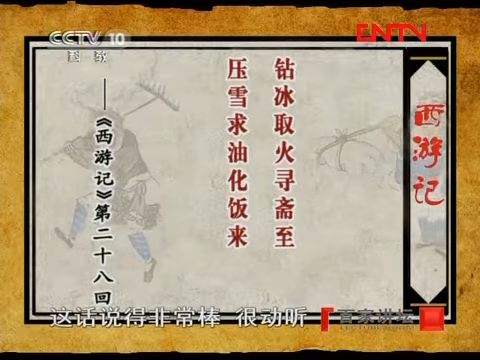 CCTV 10
科教
CNTV
西游记
钻冰取火寻斋至
压雪求油化饭来
——《西游记》第二十八回
这话说得非常棒 很动听
百家讲坛